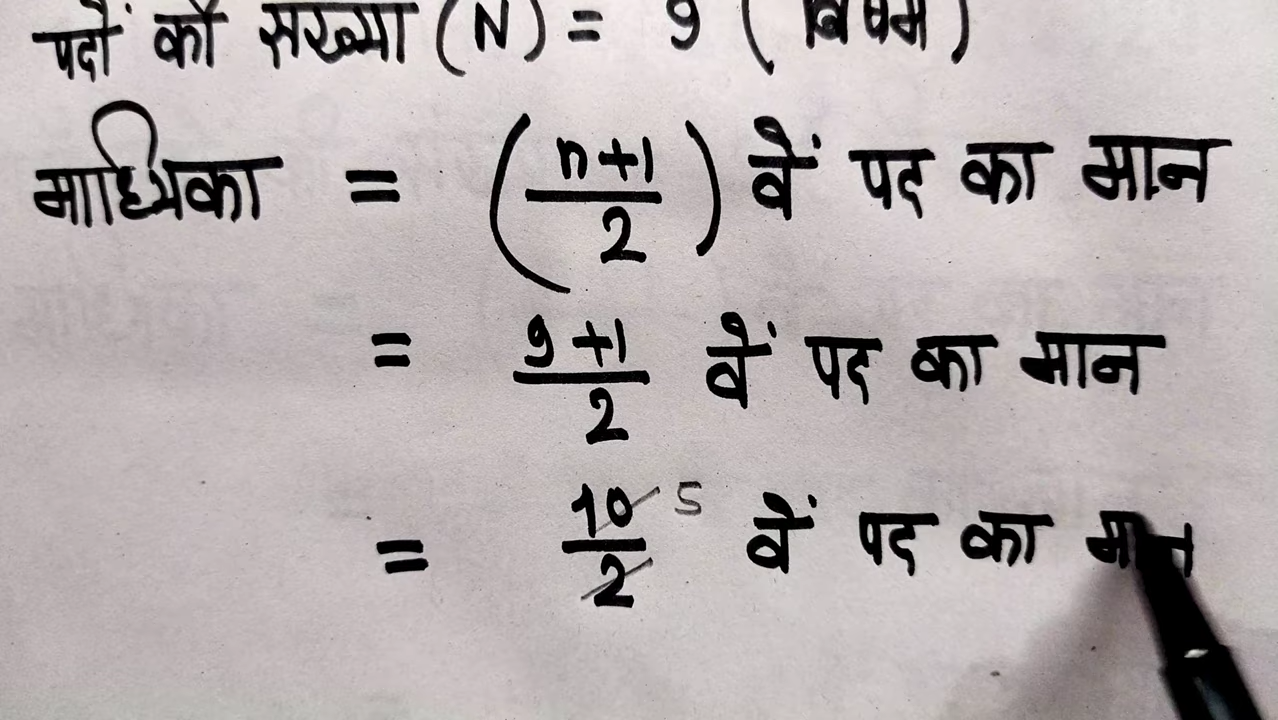 पदों की संख्या (N) = 9 (विषम)
माध्यिका = (n+1/2) वें पद का मान
= 9+1/2 वें पद का मान
= 10/2 5 वें पद का मान